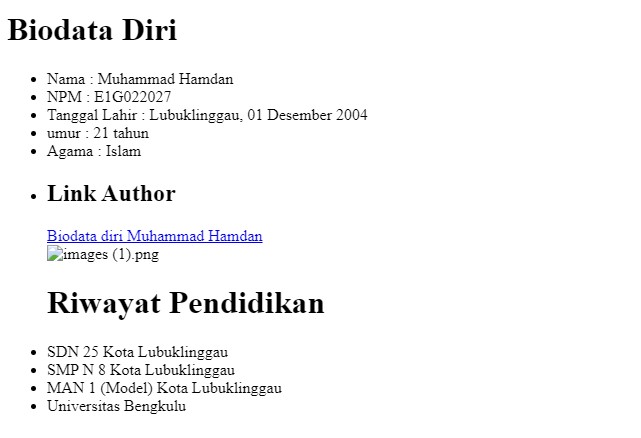 Biodata Diri
Nama : Muhammad Hamdan
NPM : E1G022027
Tanggal Lahir : Lubuklinggau, 01 Desember 2004
umur : 21 tahun
Agama : Islam
Link Author
Biodata diri Muhammad Hamdan
images (1).png
Riwayat Pendidikan
SDN 25 Kota Lubuklinggau
SMP N 8 Kota Lubuklinggau
MAN 1 (Model) Kota Lubuklinggau
Universitas Bengkulu